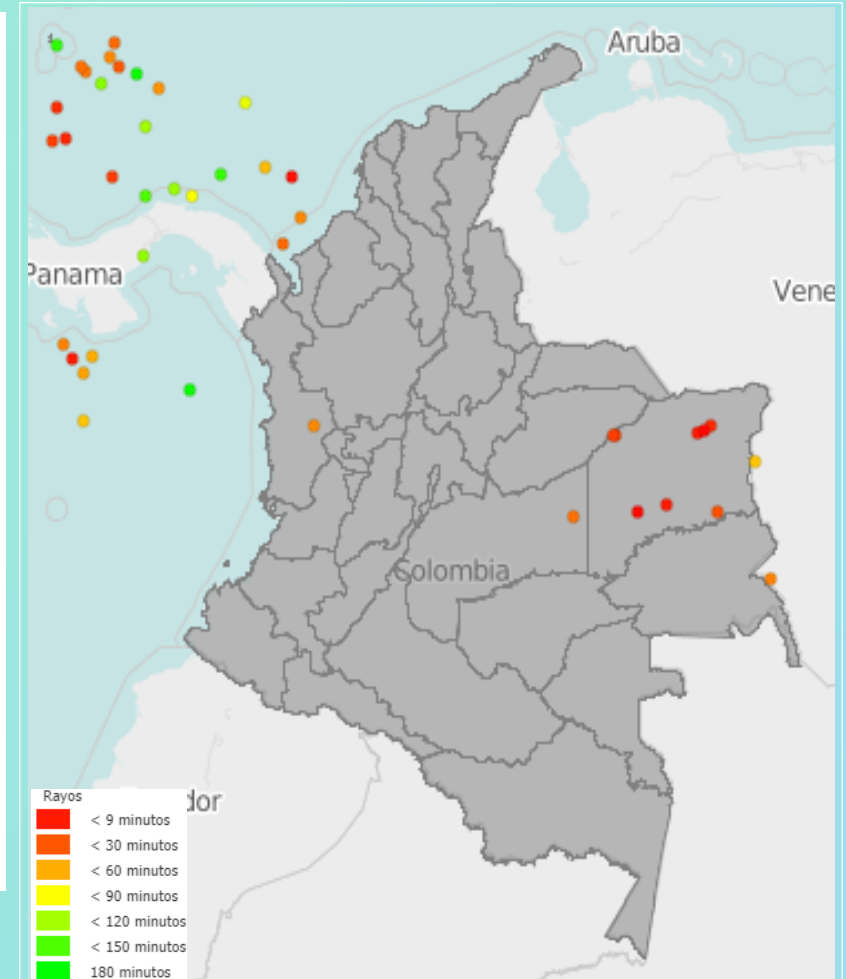 Aruba
Panama
Vene
Colombia
dor
Rayos
< 9 minutos
< 30 minutos
< 60 minutos
< 90 minutos
< 120 minutos
< 150 minutos
180 minutos